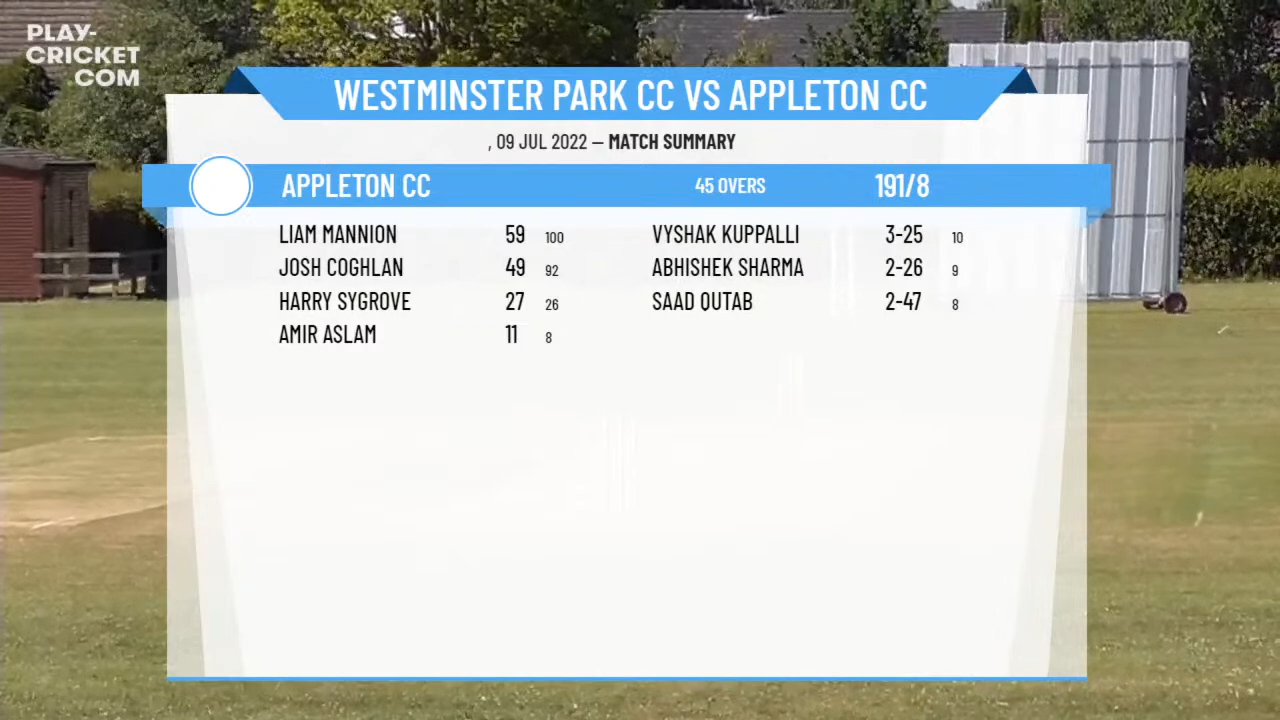 PLAY-
CRICKET
COM
WESTMINSTER PARK CC VS APPLETON CC
, 09 JUL 2022 – MATCH SUMMARY
APPLETON CC 45 OVERS 191/8
LIAM MANNION 59 100 VYSHAK KUPPALLI 3-25 10
JOSH COGHLAN 49 92 ABHISHEK SHARMA 2-26 9
HARRY SYGROVE 27 26 SAAD QUTAB 2-47 8
AMIR ASLAM 11 8